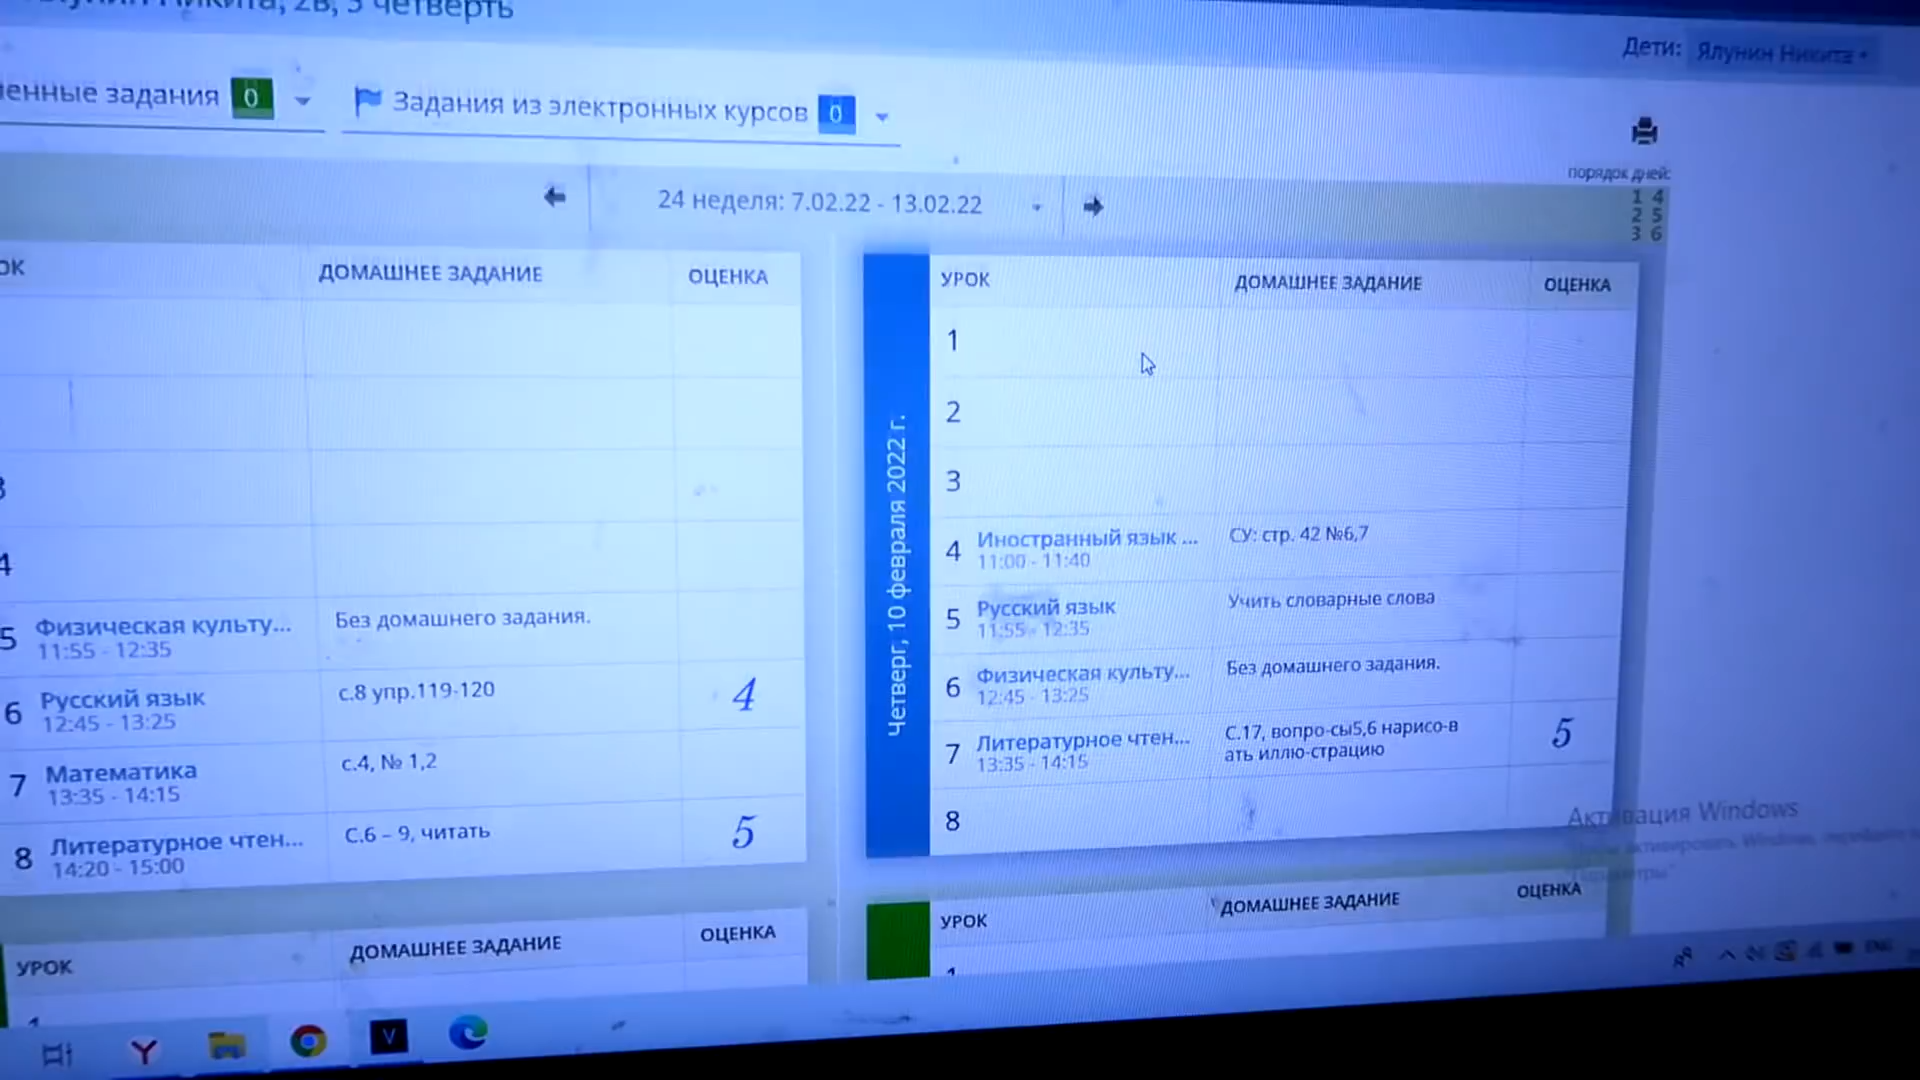 Никита, 2в, 3 четверть
Дети: Ялунин Никита
задания 0
Задания из электронных курсов 0
порядок дней:
1 4
2 5
3 6
24 неделя: 7.02.22 - 13.02.22
ДОМАШНЕЕ ЗАДАНИЕ ОЦЕНКА
4
5 Физическая культу... Без домашнего задания.
11:55 - 12:35
6 Русский язык с.8 упр.119-120 4
12:45 - 13:25
7 Математика с.4, № 1,2
13:35 - 14:15
8 Литературное чтен... С.6 – 9, читать 5
14:20 - 15:00
УРОК ДОМАШНЕЕ ЗАДАНИЕ ОЦЕНКА
Четверг, 10 февраля 2022 г.
УРОК ДОМАШНЕЕ ЗАДАНИЕ ОЦЕНКА
1
2
3
4 Иностранный язык ... СУ: стр. 42 №6,7
11:00 - 11:40
5 Русский язык Учить словарные слова
11:55 - 12:35
6 Физическая культу... Без домашнего задания.
12:45 - 13:25
7 Литературное чтен... С.17, вопро-сы5,6 нарисо-в
13:35 - 14:15 ать иллю-страцию 5
8
УРОК ДОМАШНЕЕ ЗАДАНИЕ ОЦЕНКА
Активация Windows
ENG